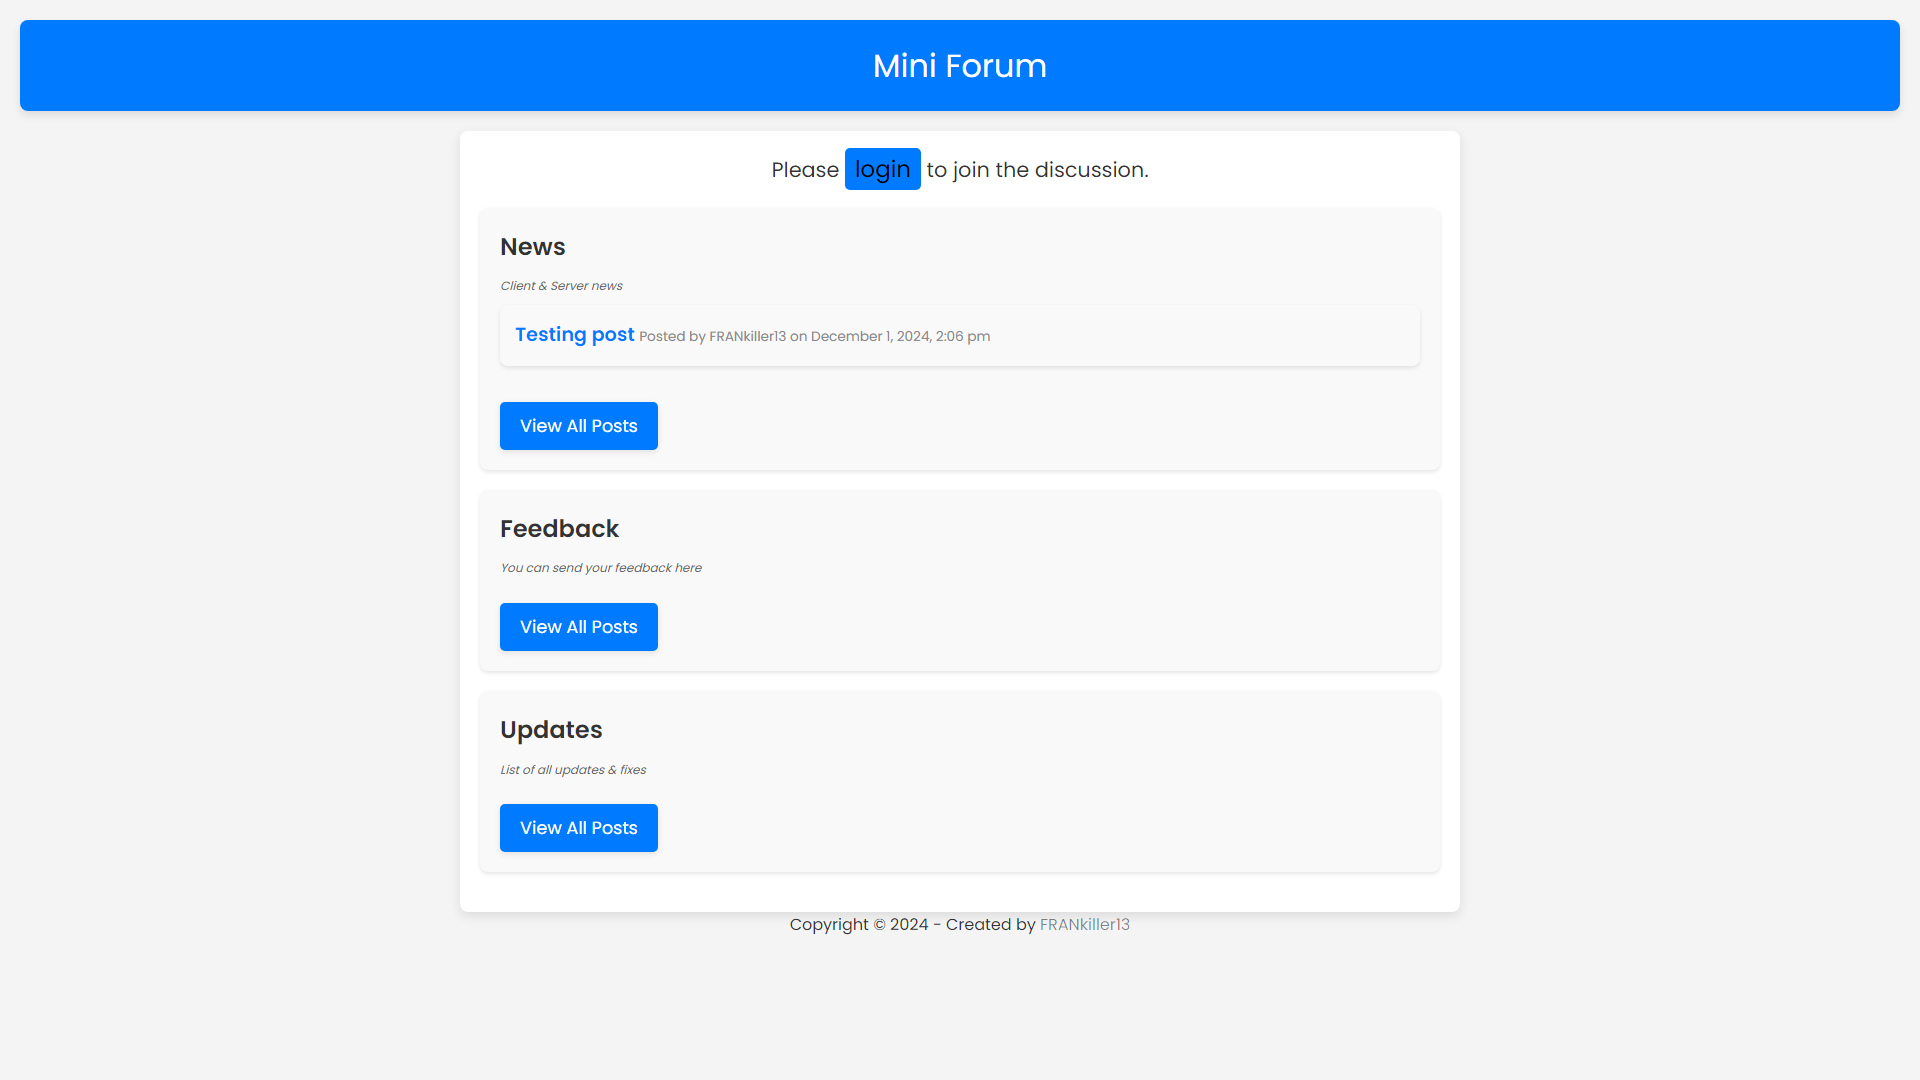 Mini Forum
Please login to join the discussion.
News
Client & Server news
Testing post Posted by FRANkiller13 on December 1, 2024, 2:06 pm
View All Posts
Feedback
You can send your feedback here
View All Posts
Updates
List of all updates & fixes
View All Posts
Copyright © 2024 - Created by FRANkiller13